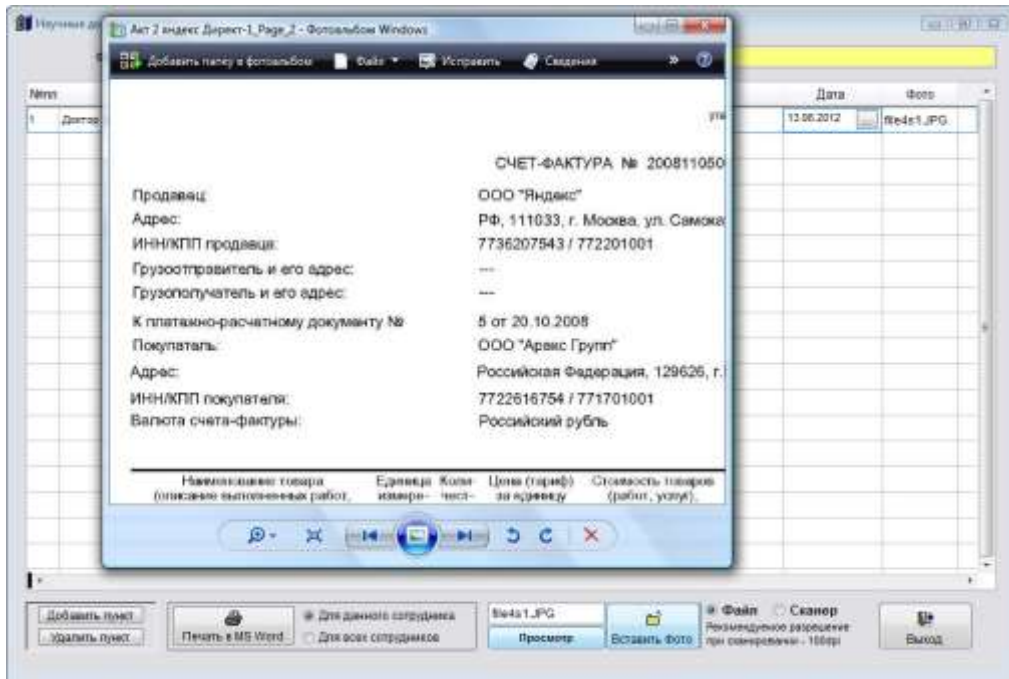 Научные
Акт 2 яндекс Директ-1_Page_2 - Фотоальбом Windows
Добавить папку в фотоальбом Файл Исправить Сведения »
№пп Дата Фото
1 13.06.2012 ... file4s1.JPG
СЧЕТ-ФАКТУРА № 200811050
Продавец: ООО "Яндекс"
Адрес: РФ, 111033, г. Москва, ул. Самока
ИНН/КПП продавца: 7736207543 / 772201001
Грузоотправитель и его адрес: ---
Грузополучатель и его адрес: ---
К платежно-расчетному документу № 5 от 20.10.2008
Покупатель: ООО "Арекс Групп"
Адрес: Российская Федерация, 129626, г.
ИНН/КПП покупателя: 7722616754 / 771701001
Валюта счета-фактуры: Российский рубль
Наименование товара Единица Коли- Цена (тариф) Стоимость товаров
(описание выполненных работ, измере- чест- за единицу (работ, услуг),
Добавить пункт
Удалить пункт
Печать в MS Word
Для данного сотрудника
Для всех сотрудников
file4s1.JPG
Просмотр
Вставить Фото
Файл Сканер
Рекомендуемое разрешение
при сканировании - 100dpi
Выход